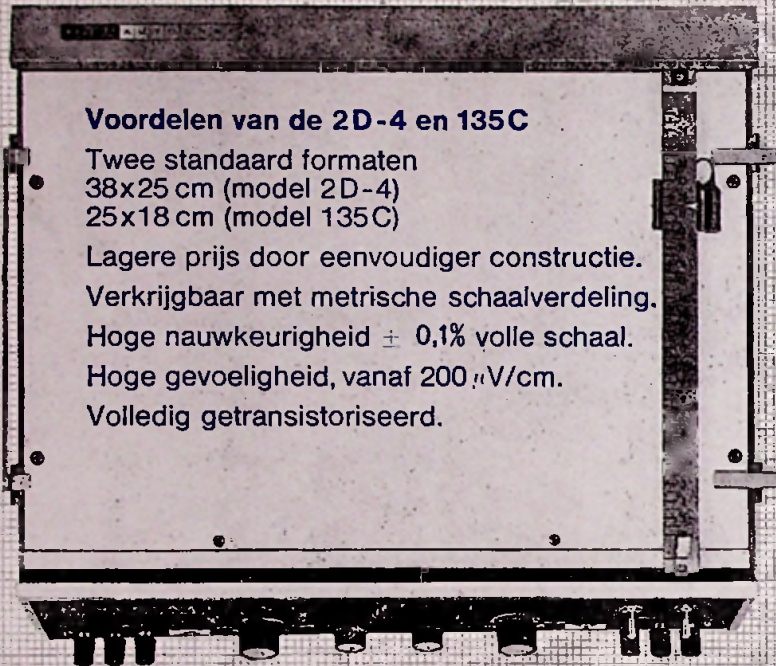 Voordelen van de 2D-4 en 135C
Twee standaard formaten
38x25 cm (model 2D-4)
25x18 cm (model 135C)
Lagere prijs door eenvoudiger constructie.
Verkrijgbaar met metrische schaalverdeling.
Hoge nauwkeurigheid ± 0,1% volle schaal.
Hoge gevoeligheid, vanaf 200 μV/cm.
Volledig getransistoriseerd.